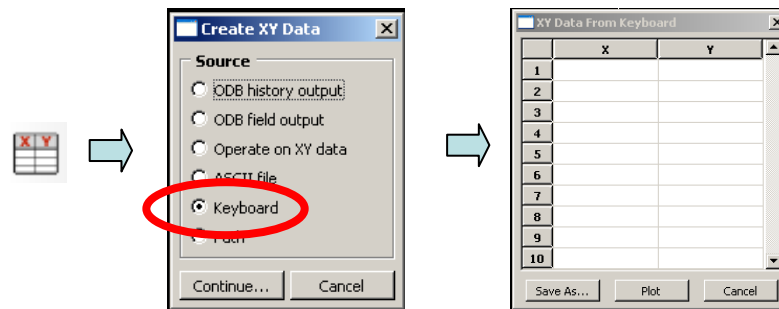 X Y
Create XY Data
Source
ODB history output
ODB field output
Operate on XY data
ASCII file
Keyboard
Path
Continue...
Cancel
XY Data From Keyboard
X Y
1
2
3
4
5
6
7
8
9
10
Save As...
Plot
Cancel